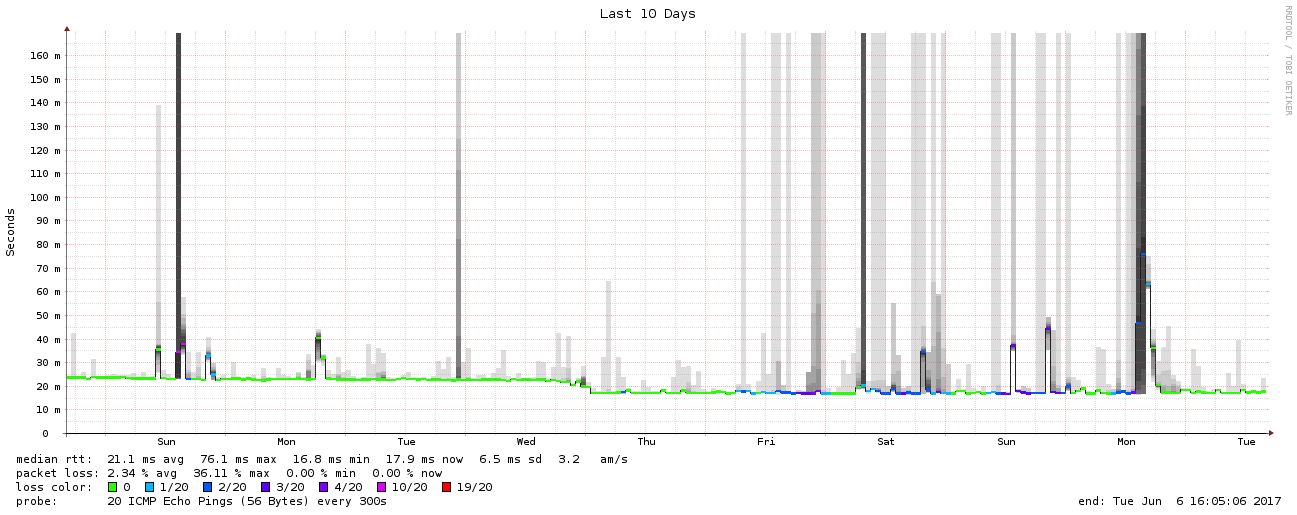 Last 10 Days
RRDTOOL / TOBI OETIKER
Seconds
160 m
150 m
140 m
130 m
120 m
110 m
100 m
90 m
80 m
70 m
60 m
50 m
40 m
30 m
20 m
10 m
0
Sun Mon Tue Wed Thu Fri Sat Sun Mon Tue
median rtt: 21.1 ms avg 76.1 ms max 16.8 ms min 17.9 ms now 6.5 ms sd 3.2 am/s
packet loss: 2.34 % avg 36.11 % max 0.00 % min 0.00 % now
loss color: 0 1/20 2/20 3/20 4/20 10/20 19/20
probe: 20 ICMP Echo Pings (56 Bytes) every 300s end: Tue Jun 6 16:05:06 2017